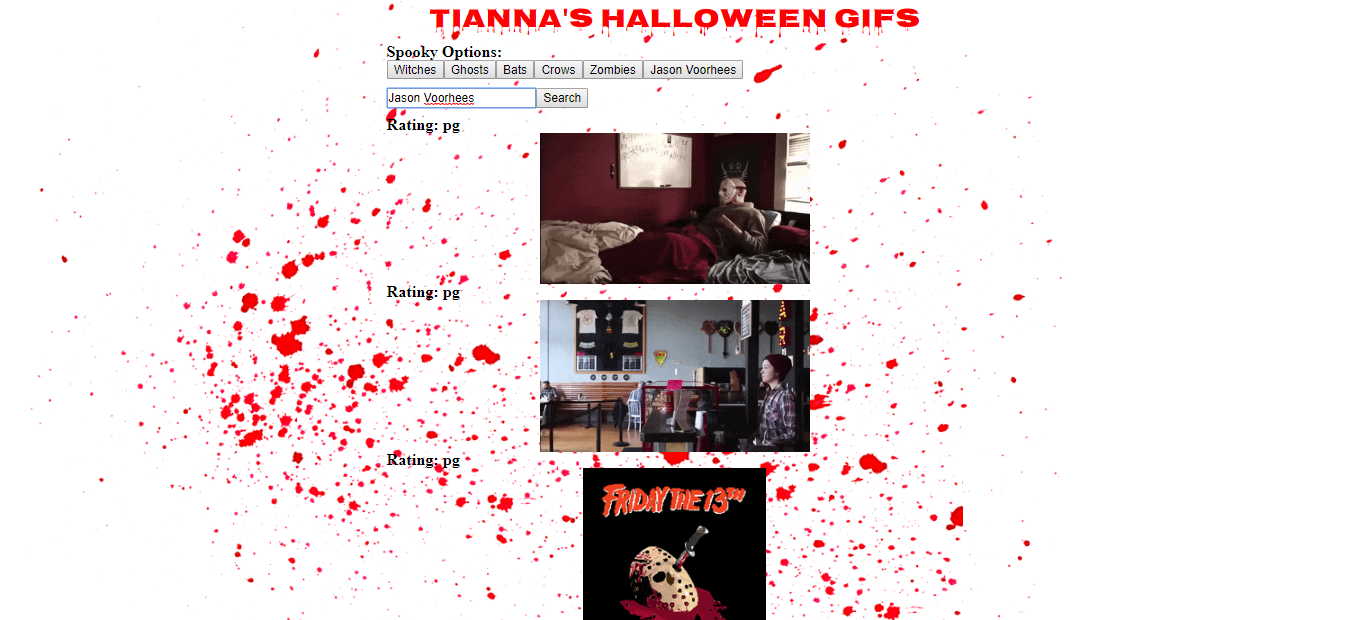 TIANNA'S HALLOWEEN GIFS
Spooky Options:
Witches Ghosts Bats Crows Zombies Jason Voorhees
Jason Voorhees Search
Rating: pg
Rating: pg
Rating: pg
FRIDAY THE 13TH